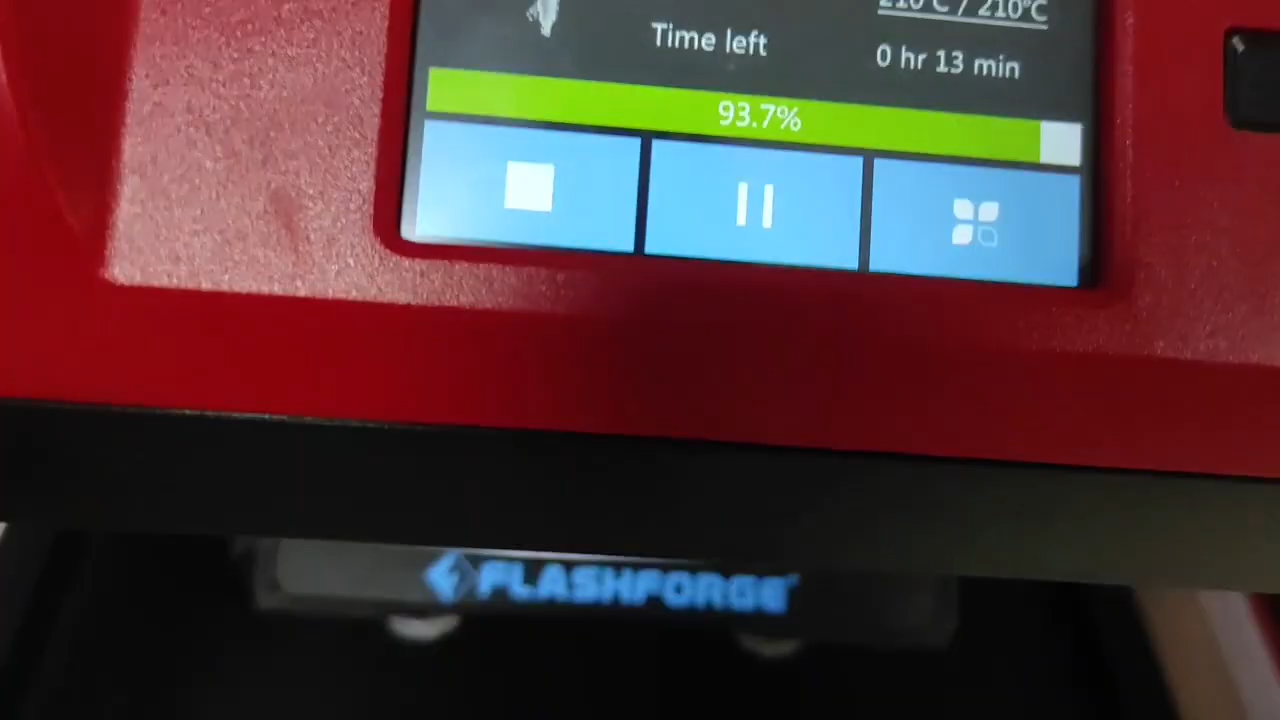 210°C / 210°C
Time left
0 hr 13 min
93.7%
FLASHFORGE